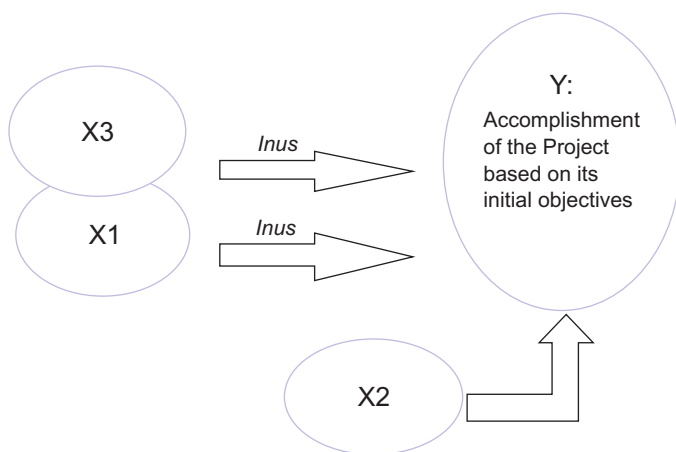 X3
X1
Inus
Inus
Y:
Accomplishment
of the Project
based on its
initial objectives
X2